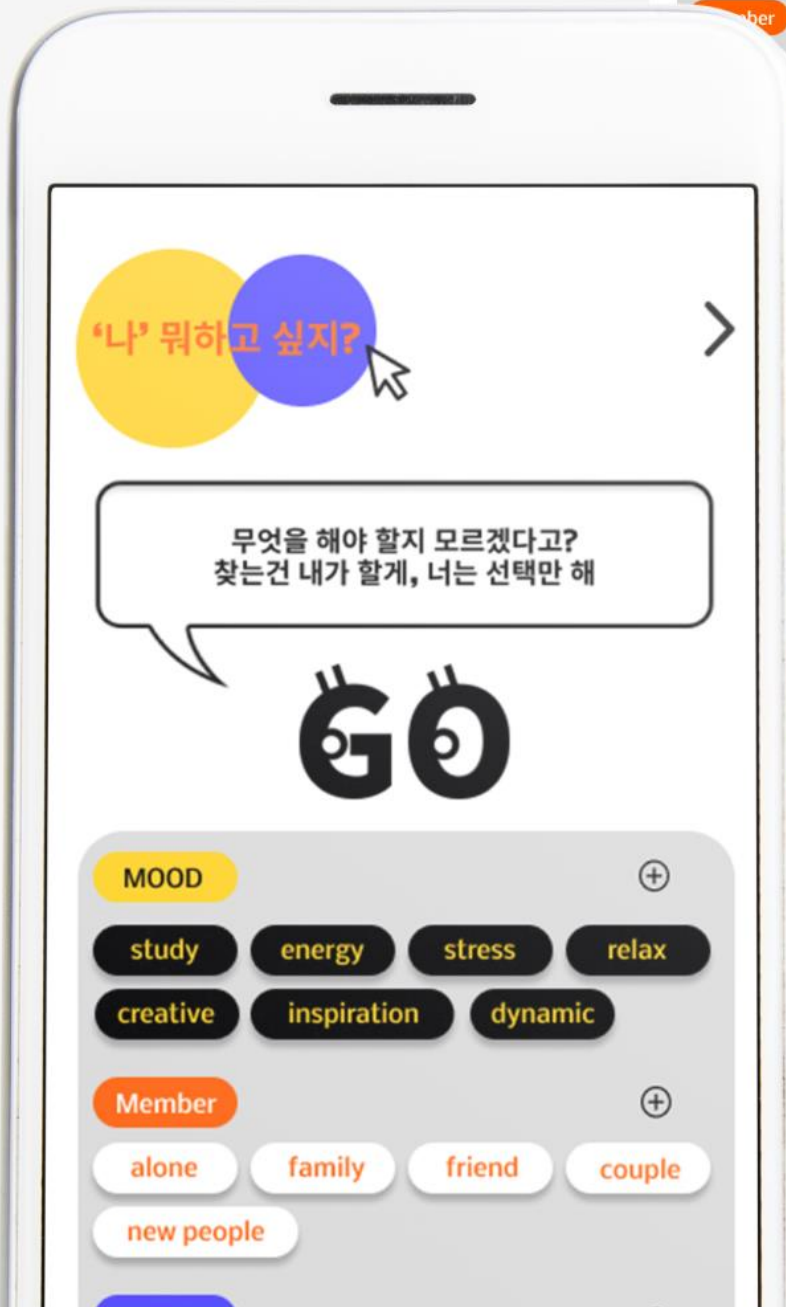 ‘나’ 뭐하고 싶지?
무엇을 해야 할지 모르겠다고?
찾는건 내가 할게, 너는 선택만 해
GO
MOOD
study energy stress relax
creative inspiration dynamic
Member
alone family friend couple
new people